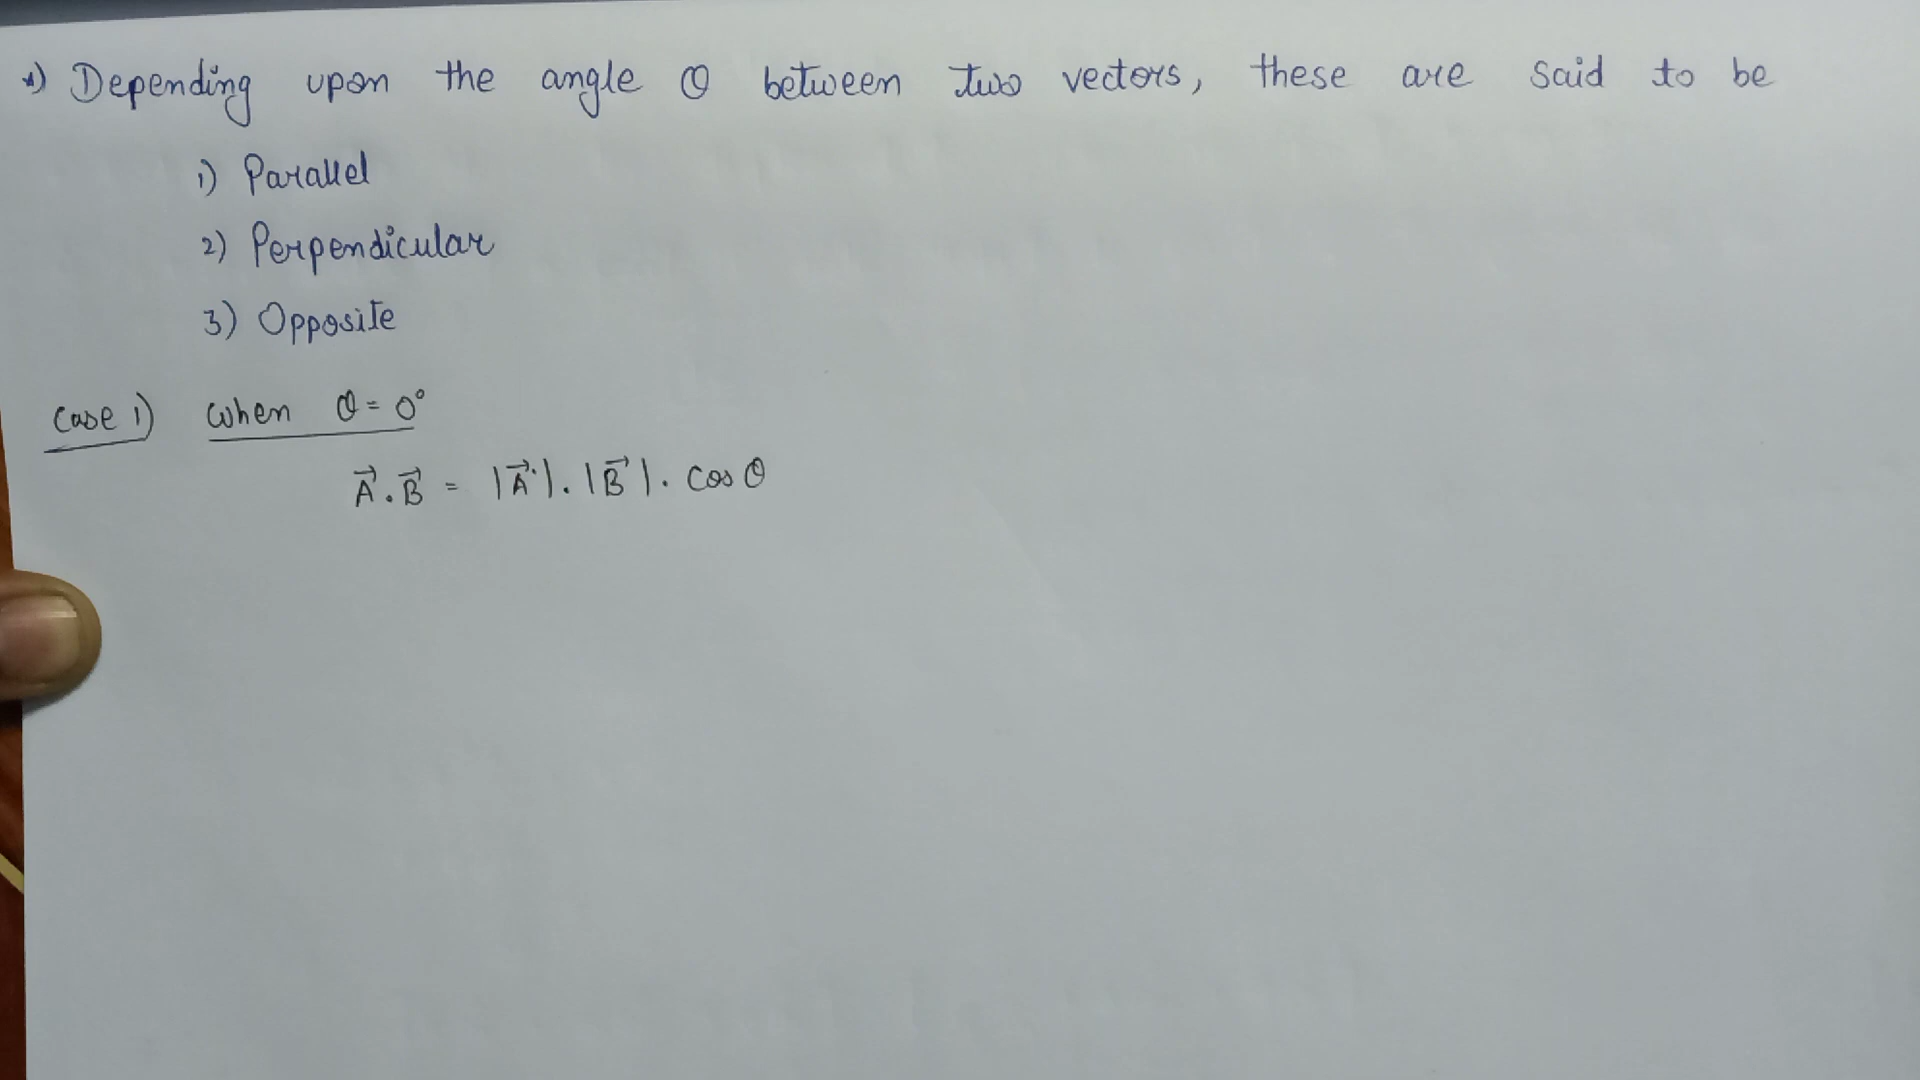 *) Depending upon the angle θ between two vectors, these are said to be
1) Parallel
2) Perpendicular
3) Opposite
Case 1) When θ = 0°
A⃗ . B⃗ = |A⃗| . |B⃗| . Cos θ